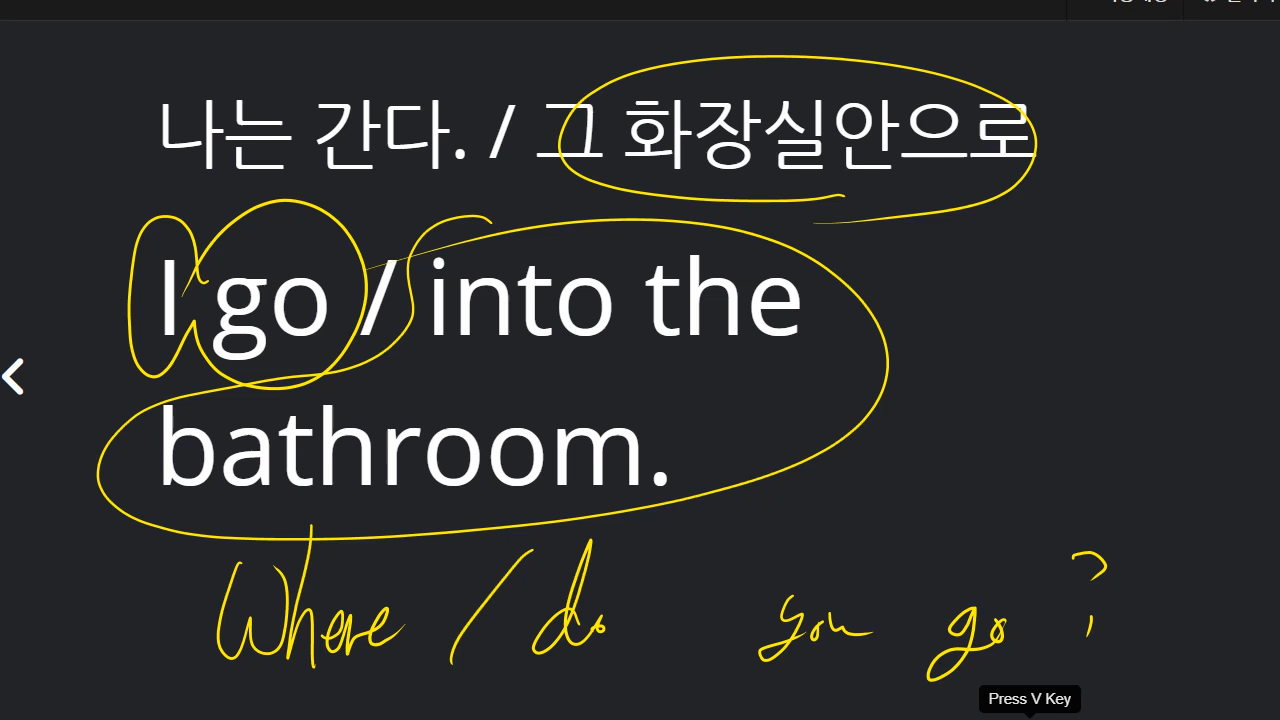 나는 간다. / 그 화장실안으로
I go / into the
bathroom.
Where / do you go?
Press V Key